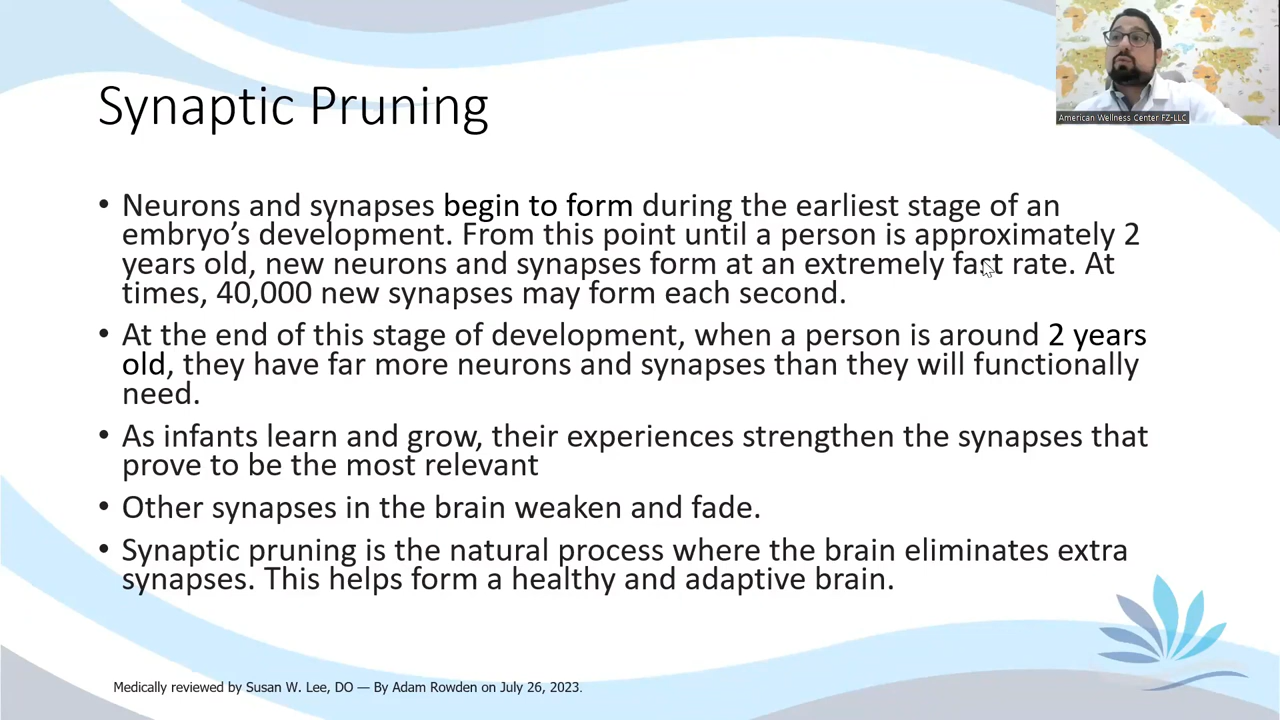 American Wellness Center FZ-LLC
Synaptic Pruning
• Neurons and synapses begin to form during the earliest stage of an
embryo’s development. From this point until a person is approximately 2
years old, new neurons and synapses form at an extremely fast rate. At
times, 40,000 new synapses may form each second.
• At the end of this stage of development, when a person is around 2 years
old, they have far more neurons and synapses than they will functionally
need.
• As infants learn and grow, their experiences strengthen the synapses that
prove to be the most relevant
• Other synapses in the brain weaken and fade.
• Synaptic pruning is the natural process where the brain eliminates extra
synapses. This helps form a healthy and adaptive brain.
Medically reviewed by Susan W. Lee, DO — By Adam Rowden on July 26, 2023.